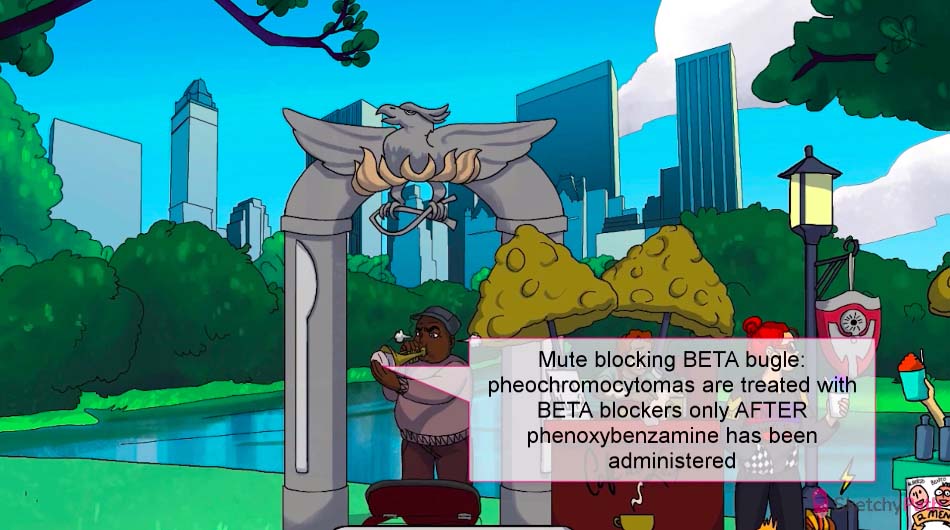 Mute blocking BETA bugle:
pheochromocytomas are treated with
BETA blockers only AFTER
phenoxybenzamine has been
administered